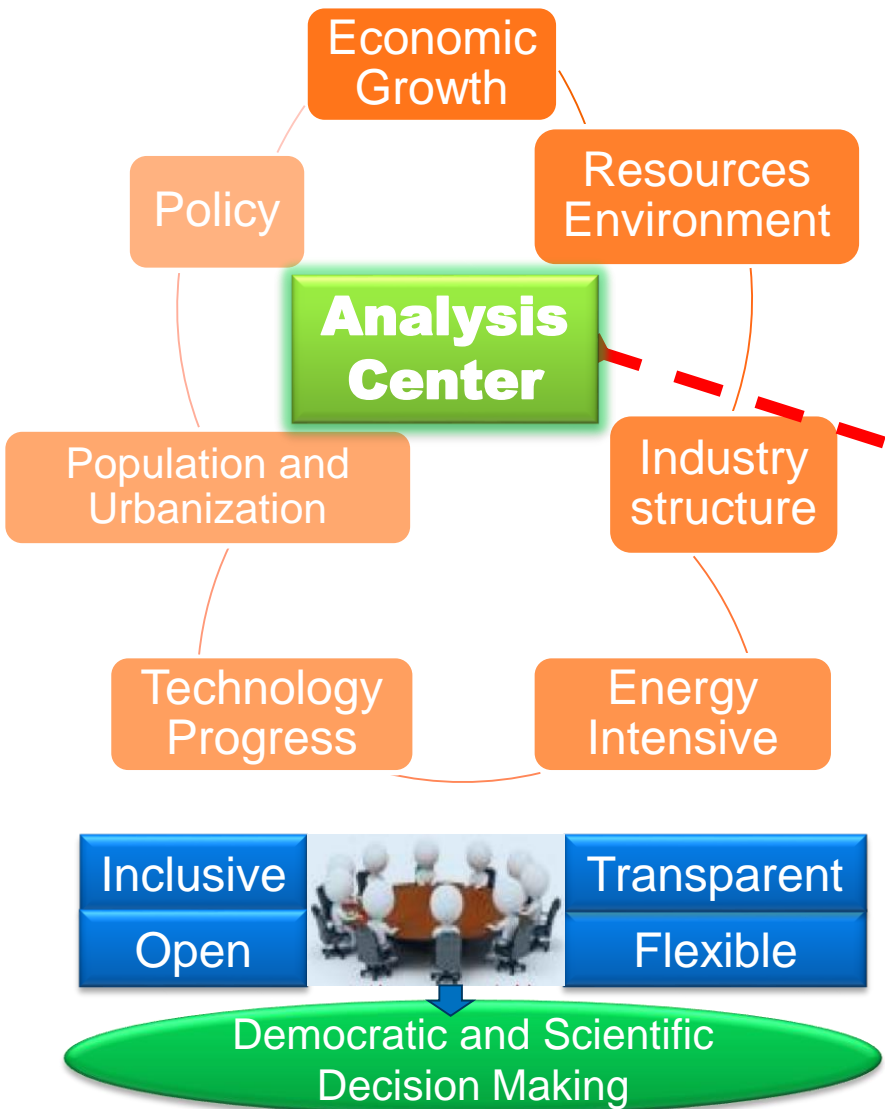 Economic
Growth
Resources
Environment
Policy
Analysis
Center
Industry
structure
Population and
Urbanization
Energy
Intensive
Technology
Progress
Inclusive
Transparent
Open
Flexible
Democratic and Scientific
Decision Making